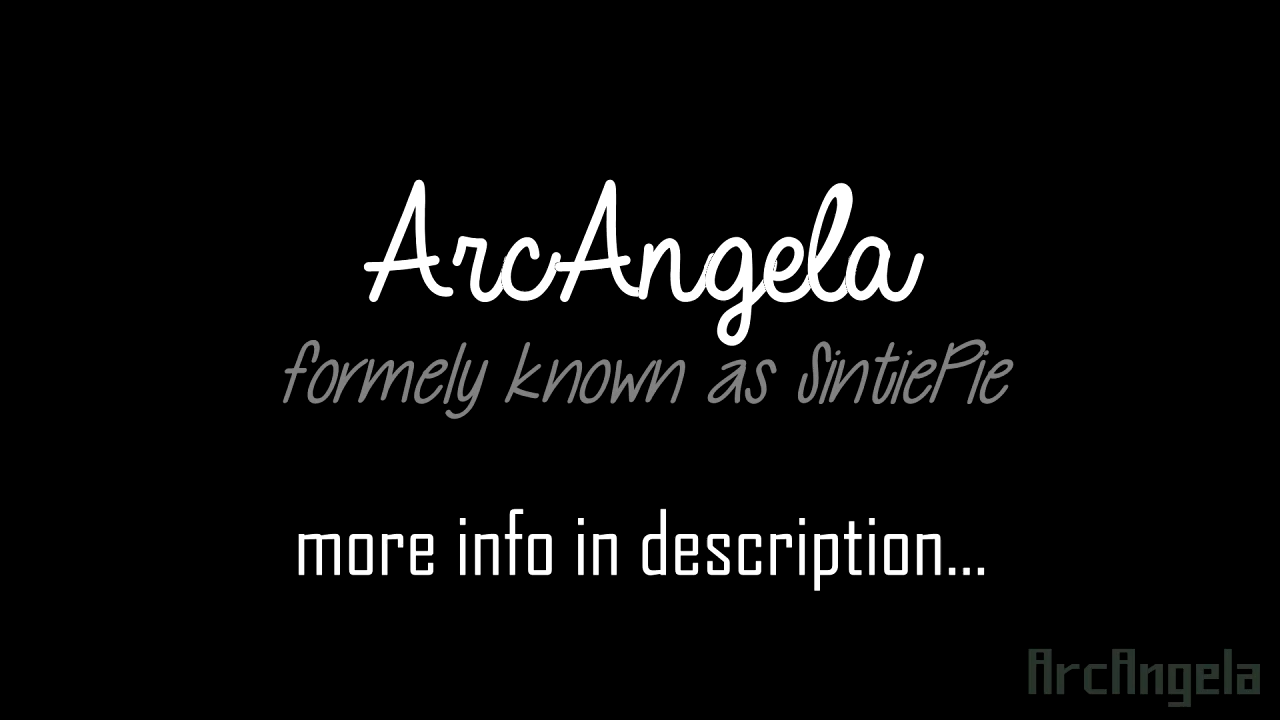 ArcAngela
formely known as SintiePie
more info in description...
ArcAngela